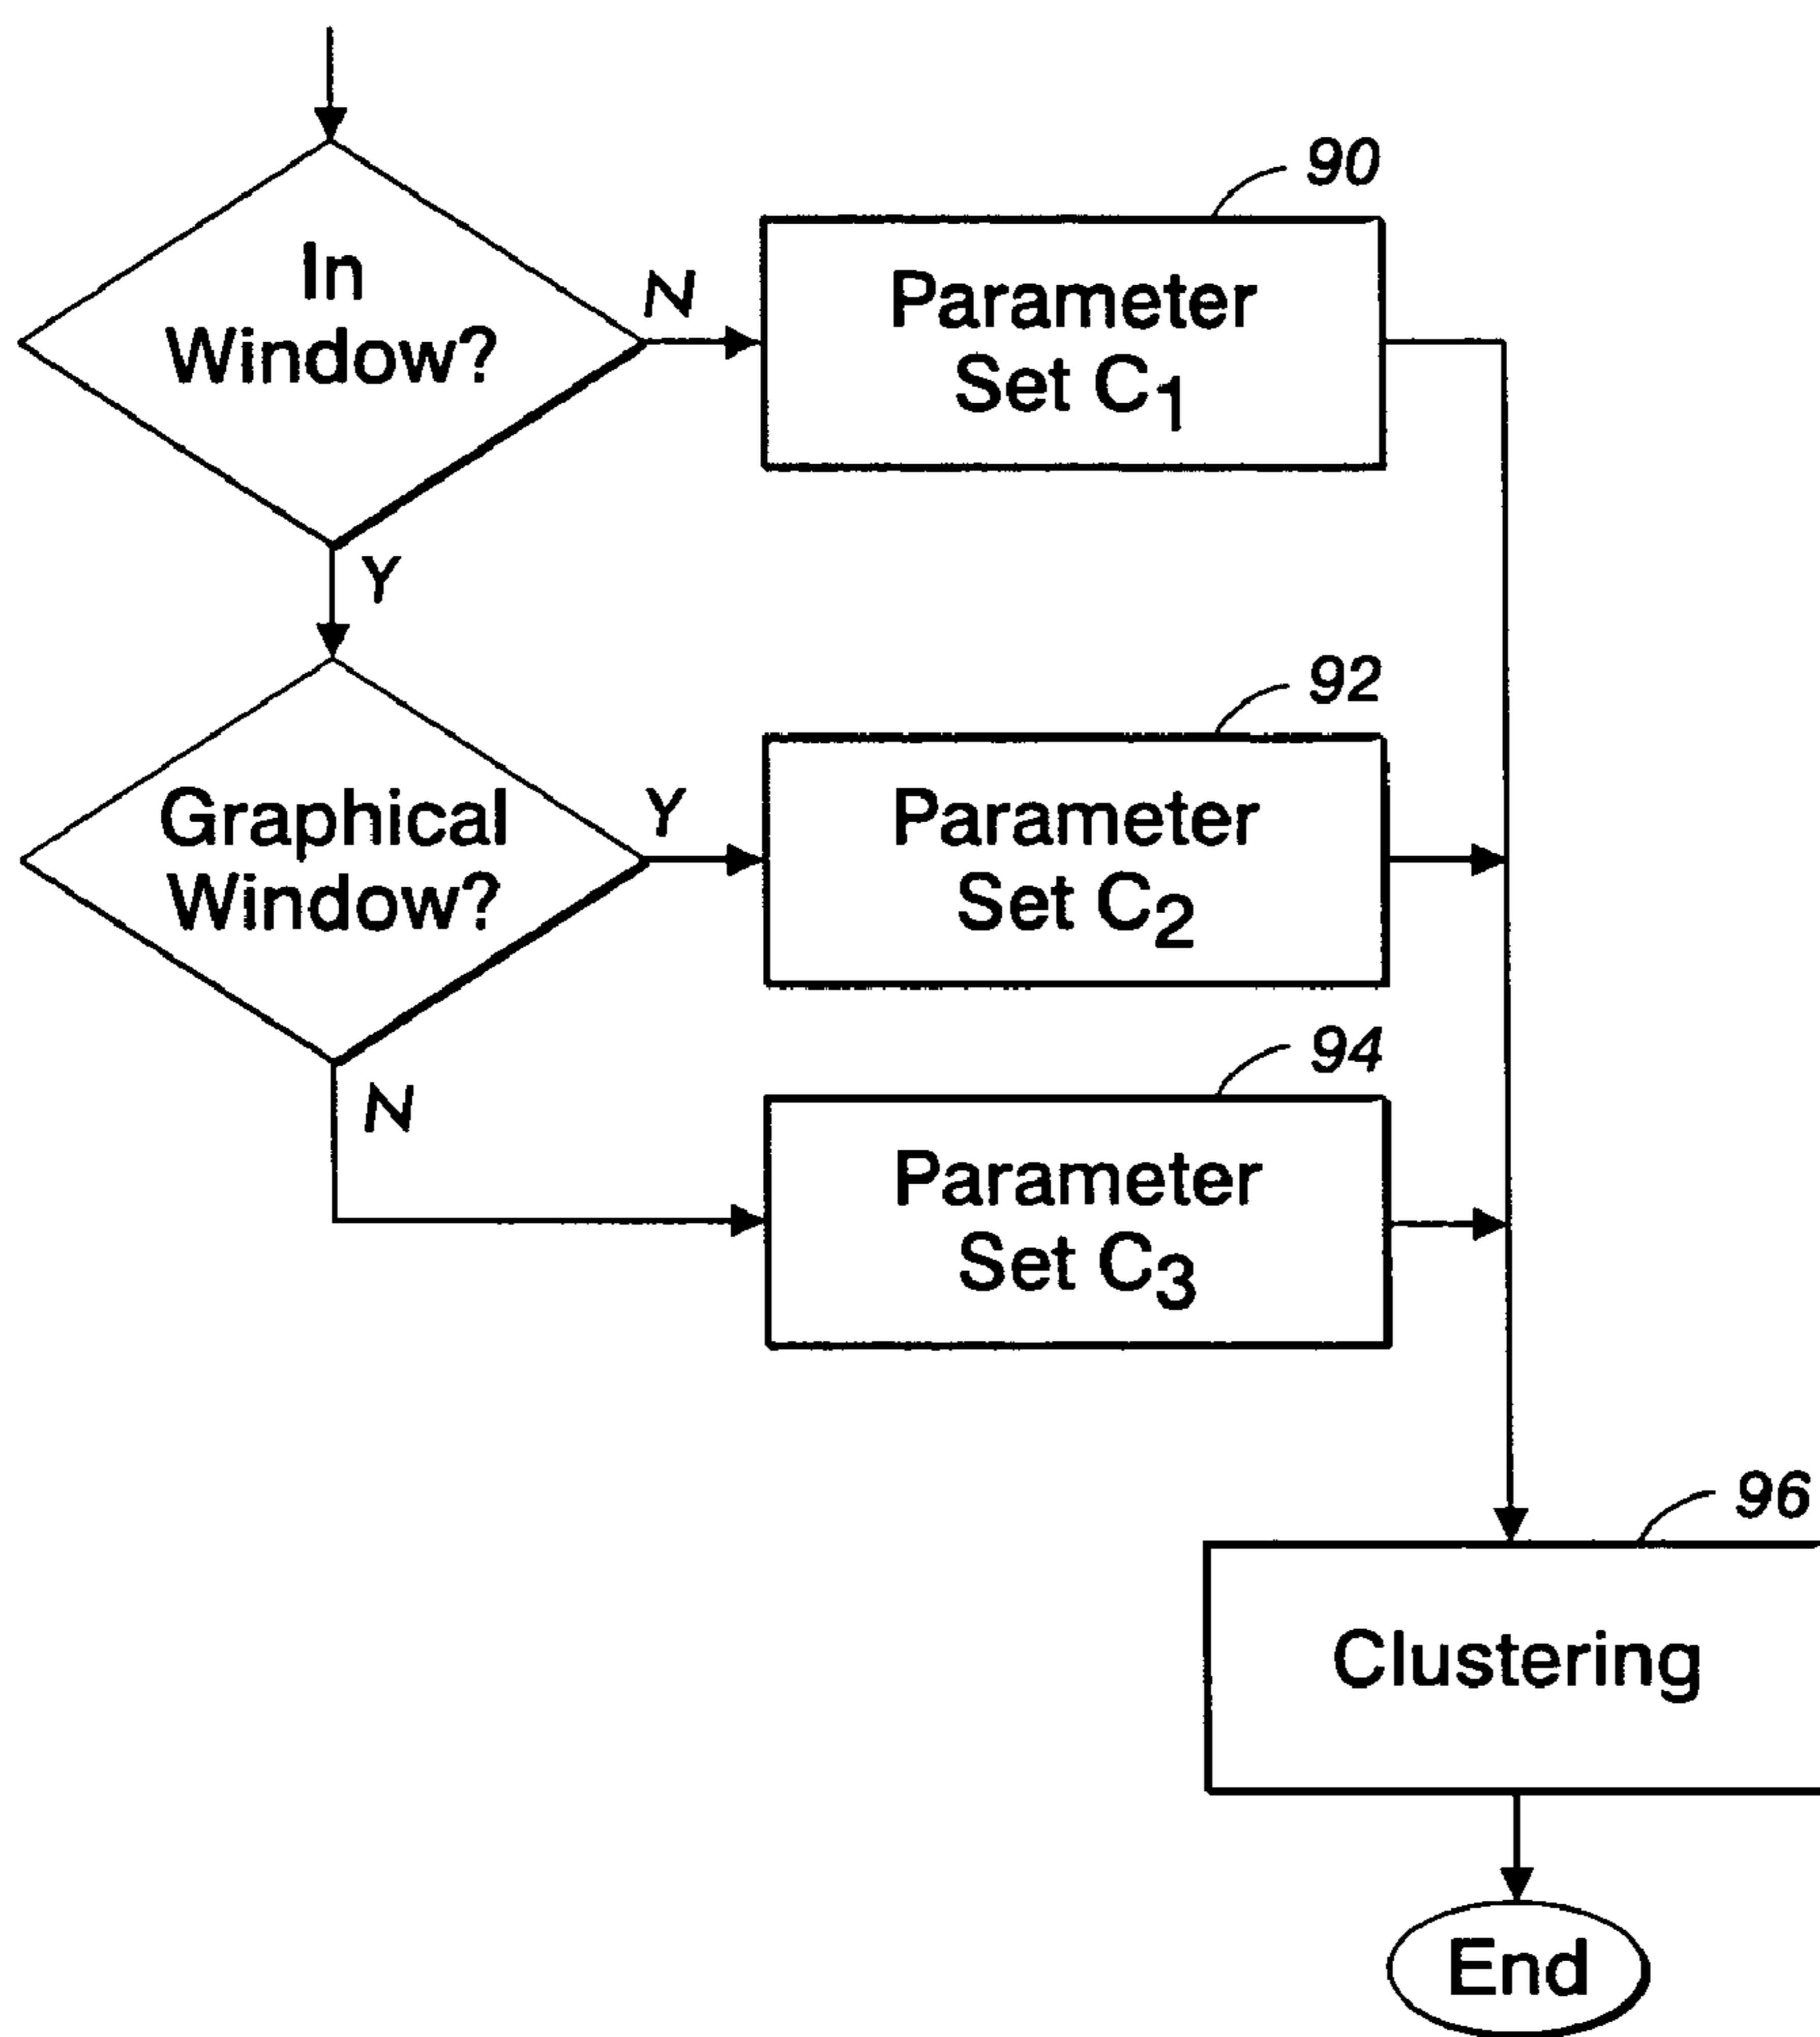 90
In
Window?
N
Parameter
Set C1
Y
92
Graphical
Window?
Y
Parameter
Set C2
94
N
Parameter
Set C3
96
Clustering
End